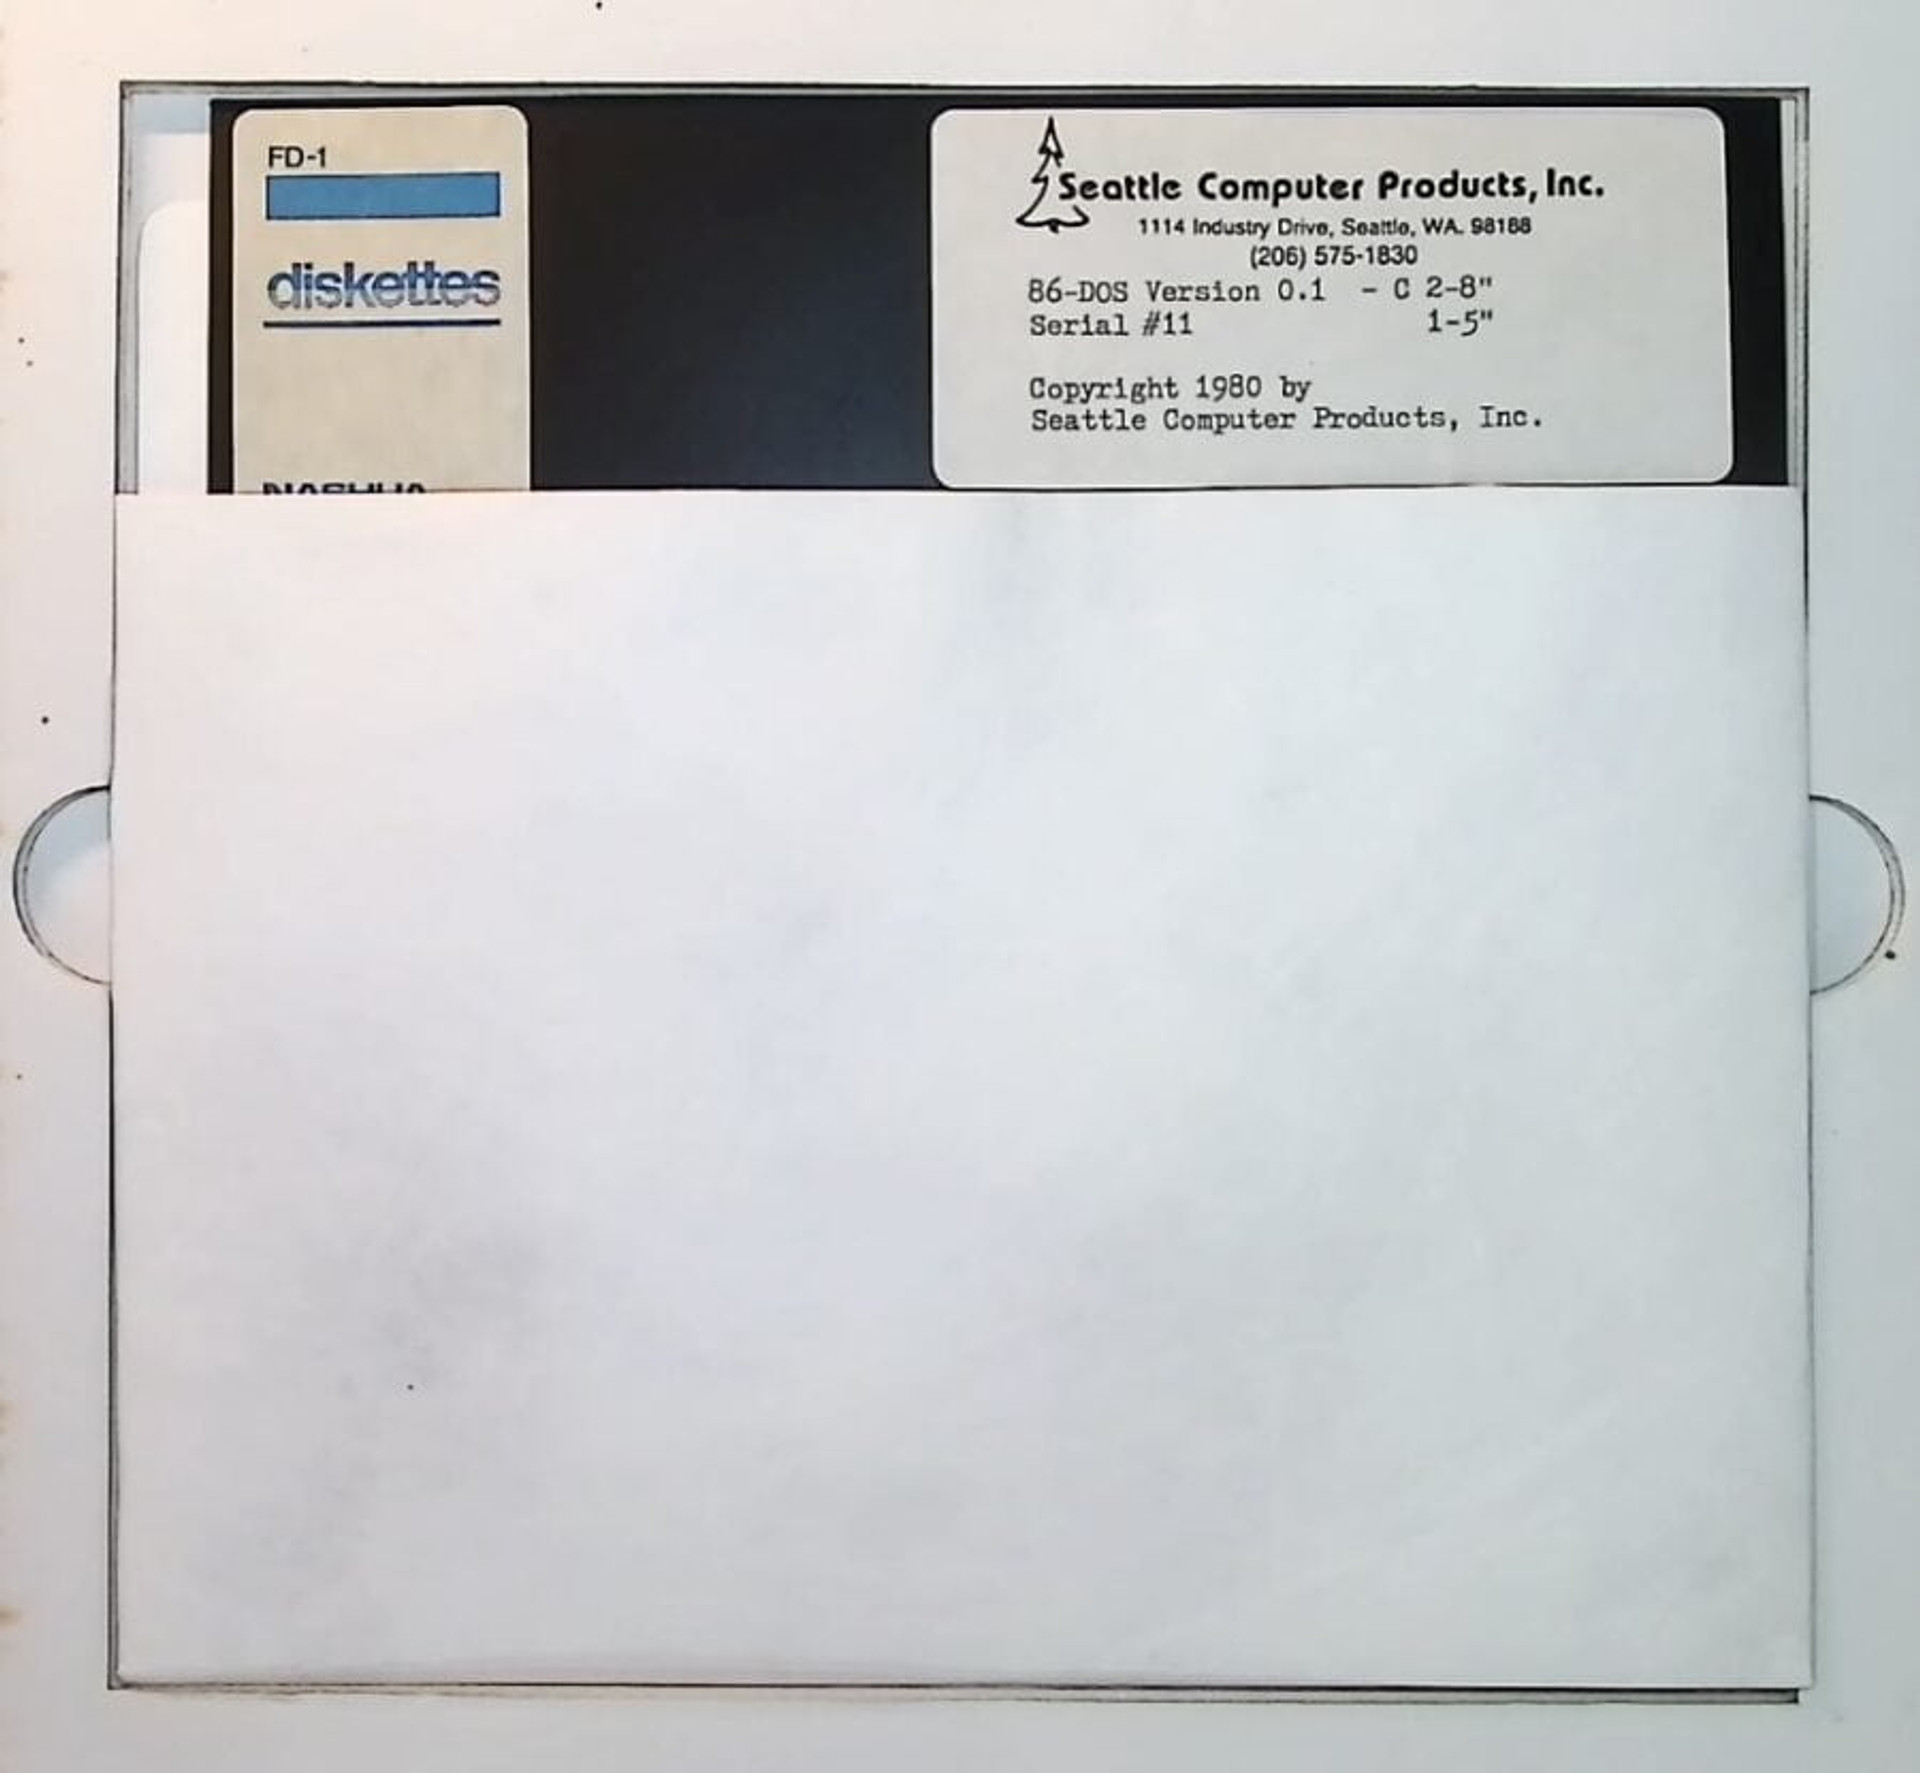 FD-1
diskettes
NASHUA
Seattle Computer Products, Inc.
1114 Industry Drive, Seattle, WA. 98188
(206) 575-1830
86-DOS Version 0.1 - C 2-8"
Serial #11 1-5"
Copyright 1980 by
Seattle Computer Products, Inc.